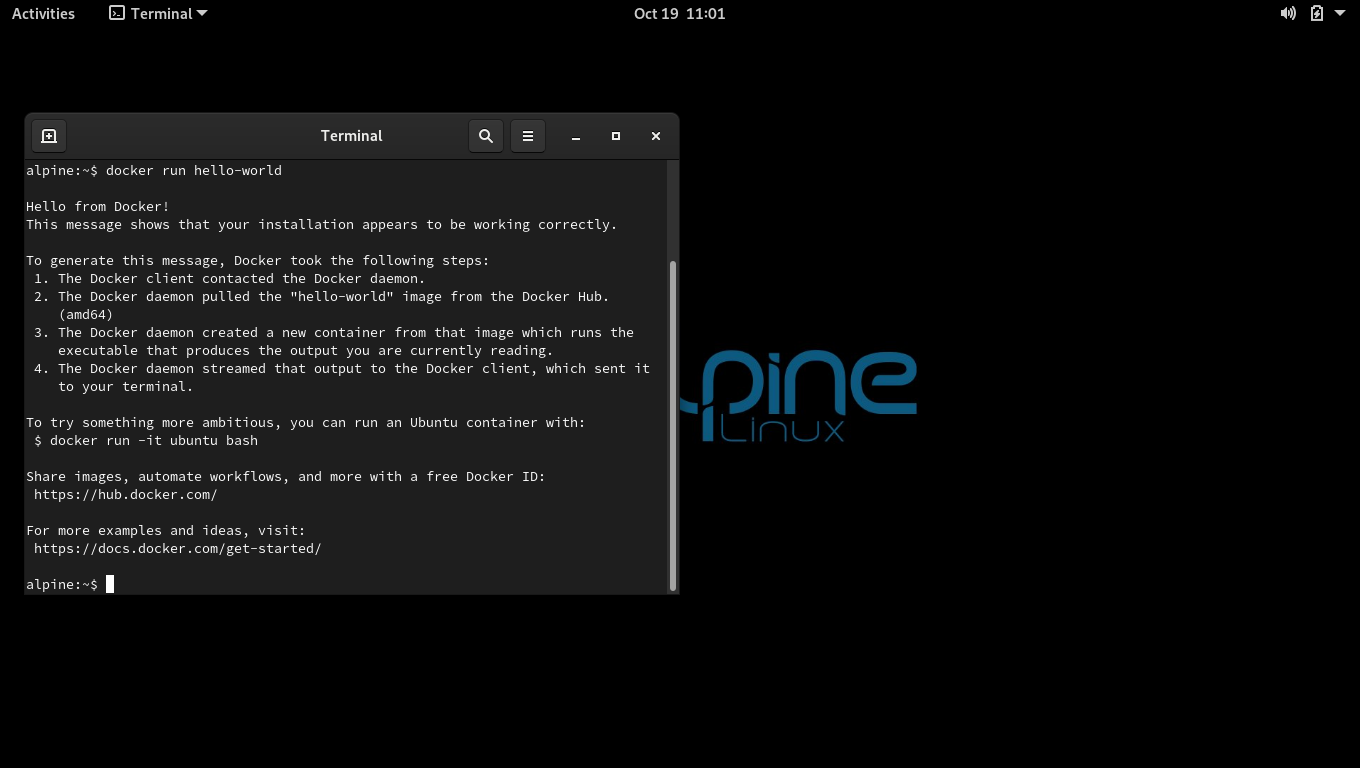 Activities
Terminal
Oct 19 11:01
Terminal
alpine:~$ docker run hello-world
Hello from Docker!
This message shows that your installation appears to be working correctly.
To generate this message, Docker took the following steps:
1. The Docker client contacted the Docker daemon.
2. The Docker daemon pulled the "hello-world" image from the Docker Hub.
(amd64)
3. The Docker daemon created a new container from that image which runs the
executable that produces the output you are currently reading.
4. The Docker daemon streamed that output to the Docker client, which sent it
to your terminal.
To try something more ambitious, you can run an Ubuntu container with:
$ docker run -it ubuntu bash
Share images, automate workflows, and more with a free Docker ID:
https://hub.docker.com/
For more examples and ideas, visit:
https://docs.docker.com/get-started/
alpine:~$
pine
Linux